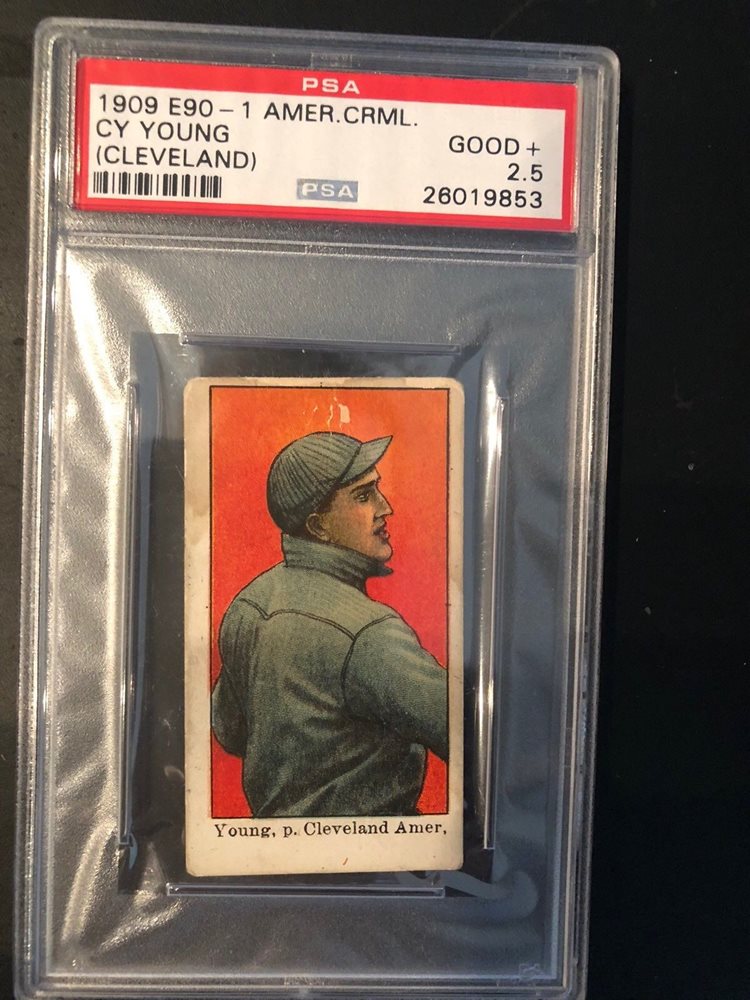 PSA
1909 E90-1 AMER.CRML.
CY YOUNG
(CLEVELAND)
GOOD+
2.5
PSA
26019853
Young, p. Cleveland Amer,